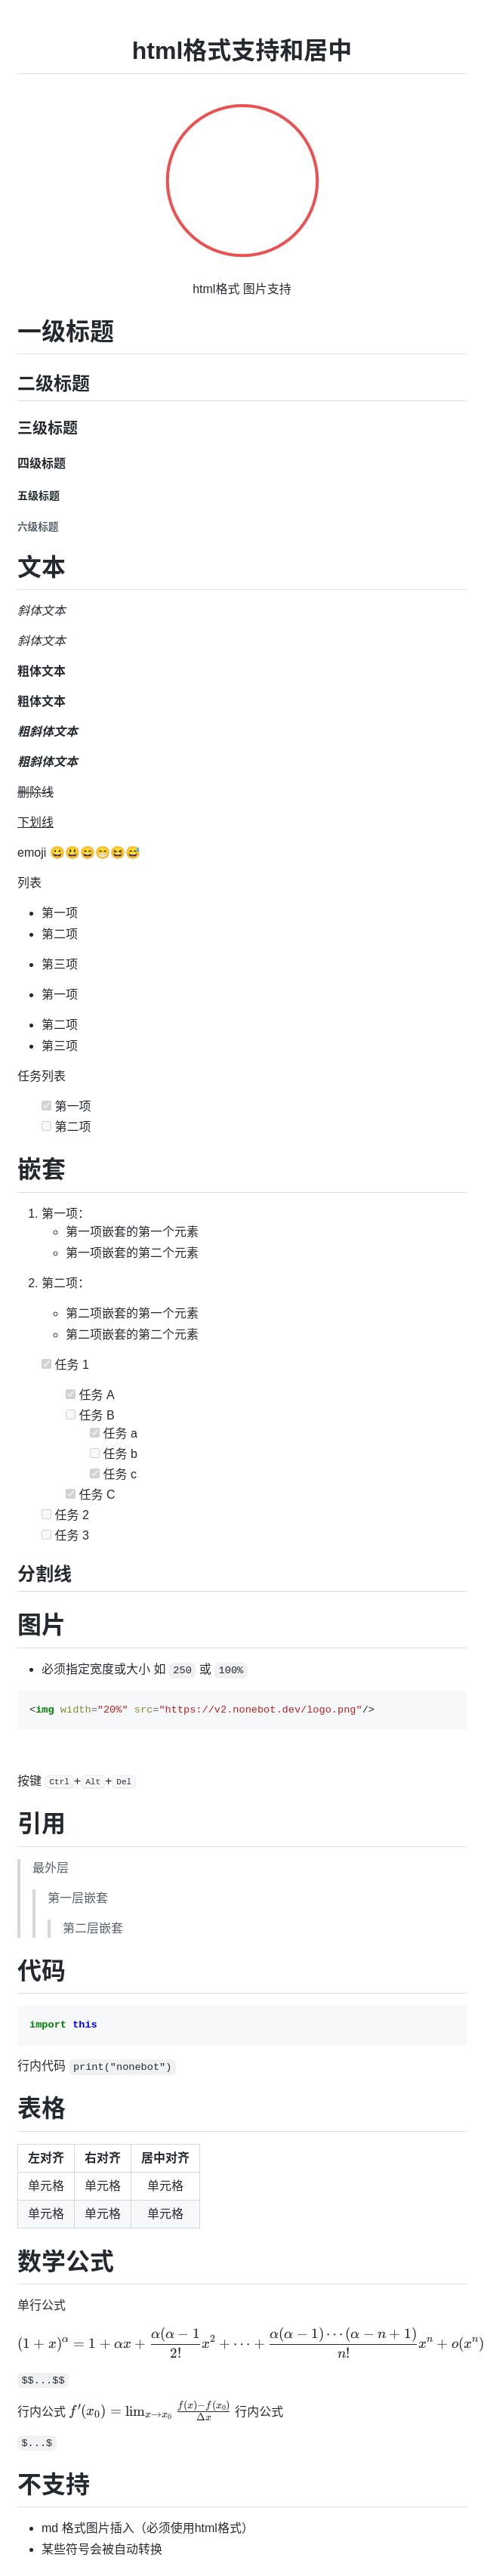 html格式支持和居中
html格式 图片支持
一级标题
二级标题
三级标题
四级标题
五级标题
六级标题
文本
斜体文本
斜体文本
粗体文本
粗体文本
粗斜体文本
粗斜体文本
删除线
下划线
emoji 😀😃😄😁😆😅
列表
• 第一项
• 第二项
• 第三项
• 第一项
• 第二项
• 第三项
任务列表
第一项
第二项
嵌套
1. 第一项：
◦ 第一项嵌套的第一个元素
◦ 第一项嵌套的第二个元素
2. 第二项：
◦ 第二项嵌套的第一个元素
◦ 第二项嵌套的第二个元素
任务 1
任务 A
任务 B
任务 a
任务 b
任务 c
任务 C
任务 2
任务 3
分割线
图片
• 必须指定宽度或大小 如 250 或 100%
<img width="20%" src="https://v2.nonebot.dev/logo.png"/>
按键 Ctrl+Alt+Del
引用
最外层
第一层嵌套
第二层嵌套
代码
import this
行内代码 print("nonebot")
表格
左对齐 右对齐 居中对齐
单元格 单元格 单元格
单元格 单元格 单元格
数学公式
单行公式
(1 + x)^α = 1 + αx + \frac{α(α − 1}{2!}x^2 + ⋯ + \frac{α(α − 1)⋯(α − n + 1)}{n!}x^n + o(x^n)
$$...$$
行内公式 f′(x_0) = lim_{x→x_0} \frac{f(x)−f(x_0)}{Δx} 行内公式
$...$
不支持
• md 格式图片插入（必须使用html格式）
• 某些符号会被自动转换